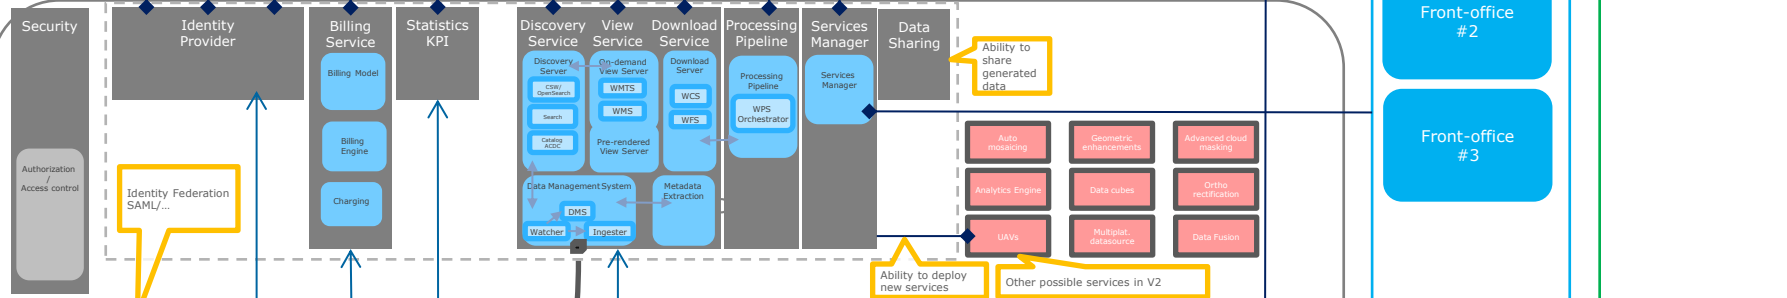 Security
Authorization
/
Access control
Identity
Provider
Identity Federation
SAML/...
Billing
Service
Billing Model
Billing
Engine
Charging
Statistics
KPI
Discovery
Service
Discovery
Server
CSW/
OpenSearch
Search
Catalog
ACDC
View
Service
On-demand
View Server
WMTS
WMS
Pre-rendered
View Server
Download
Service
Download
Server
WCS
WFS
Data Management System
DMS
Watcher
Ingester
Metadata
Extraction
Processing
Pipeline
Processing
Pipeline
WPS
Orchestrator
Services
Manager
Services
Manager
Data
Sharing
Ability to
share
generated
data
Auto
mosaicing
Geometric
enhancements
Advanced cloud
masking
Analytics Engine
Data cubes
Ortho
rectification
UAVs
Multiplat.
datasource
Data Fusion
Ability to deploy
new services
Other possible services in V2
Front-office
#2
Front-office
#3